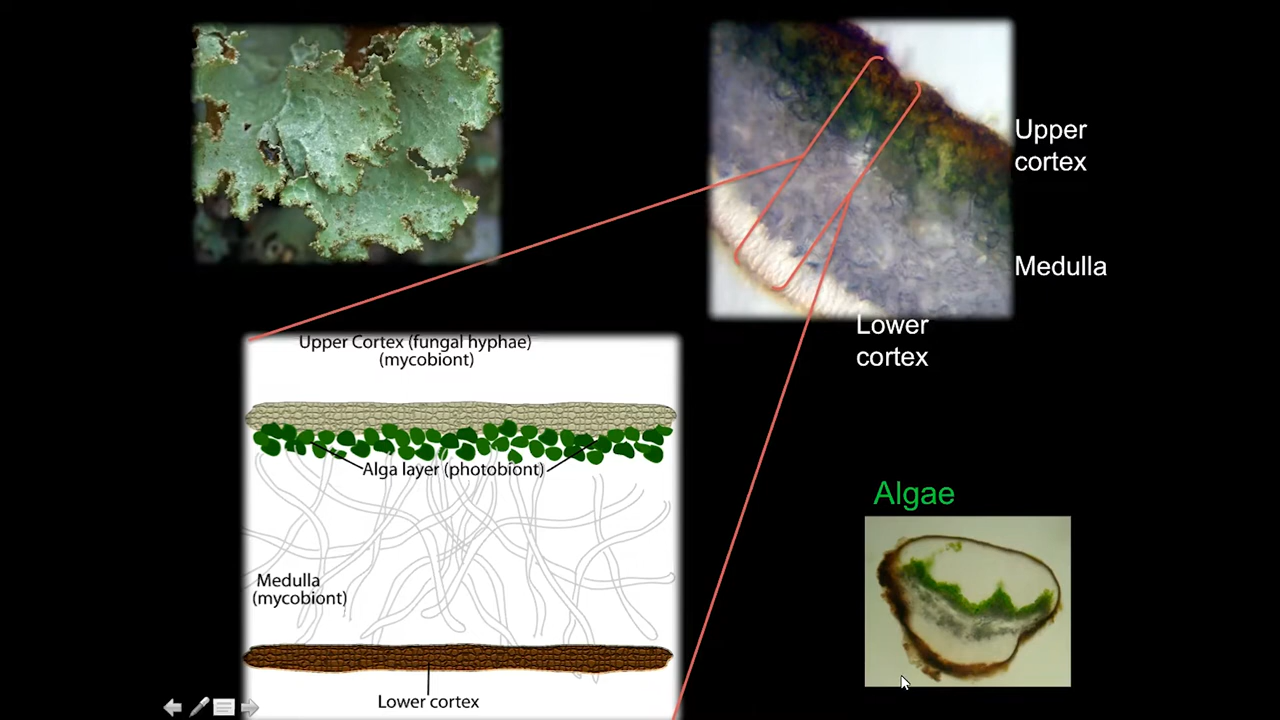 Upper
cortex
Medulla
Lower
cortex
Upper Cortex (fungal hyphae)
(mycobiont)
Alga layer (photobiont)
Medulla
(mycobiont)
Lower cortex
Algae